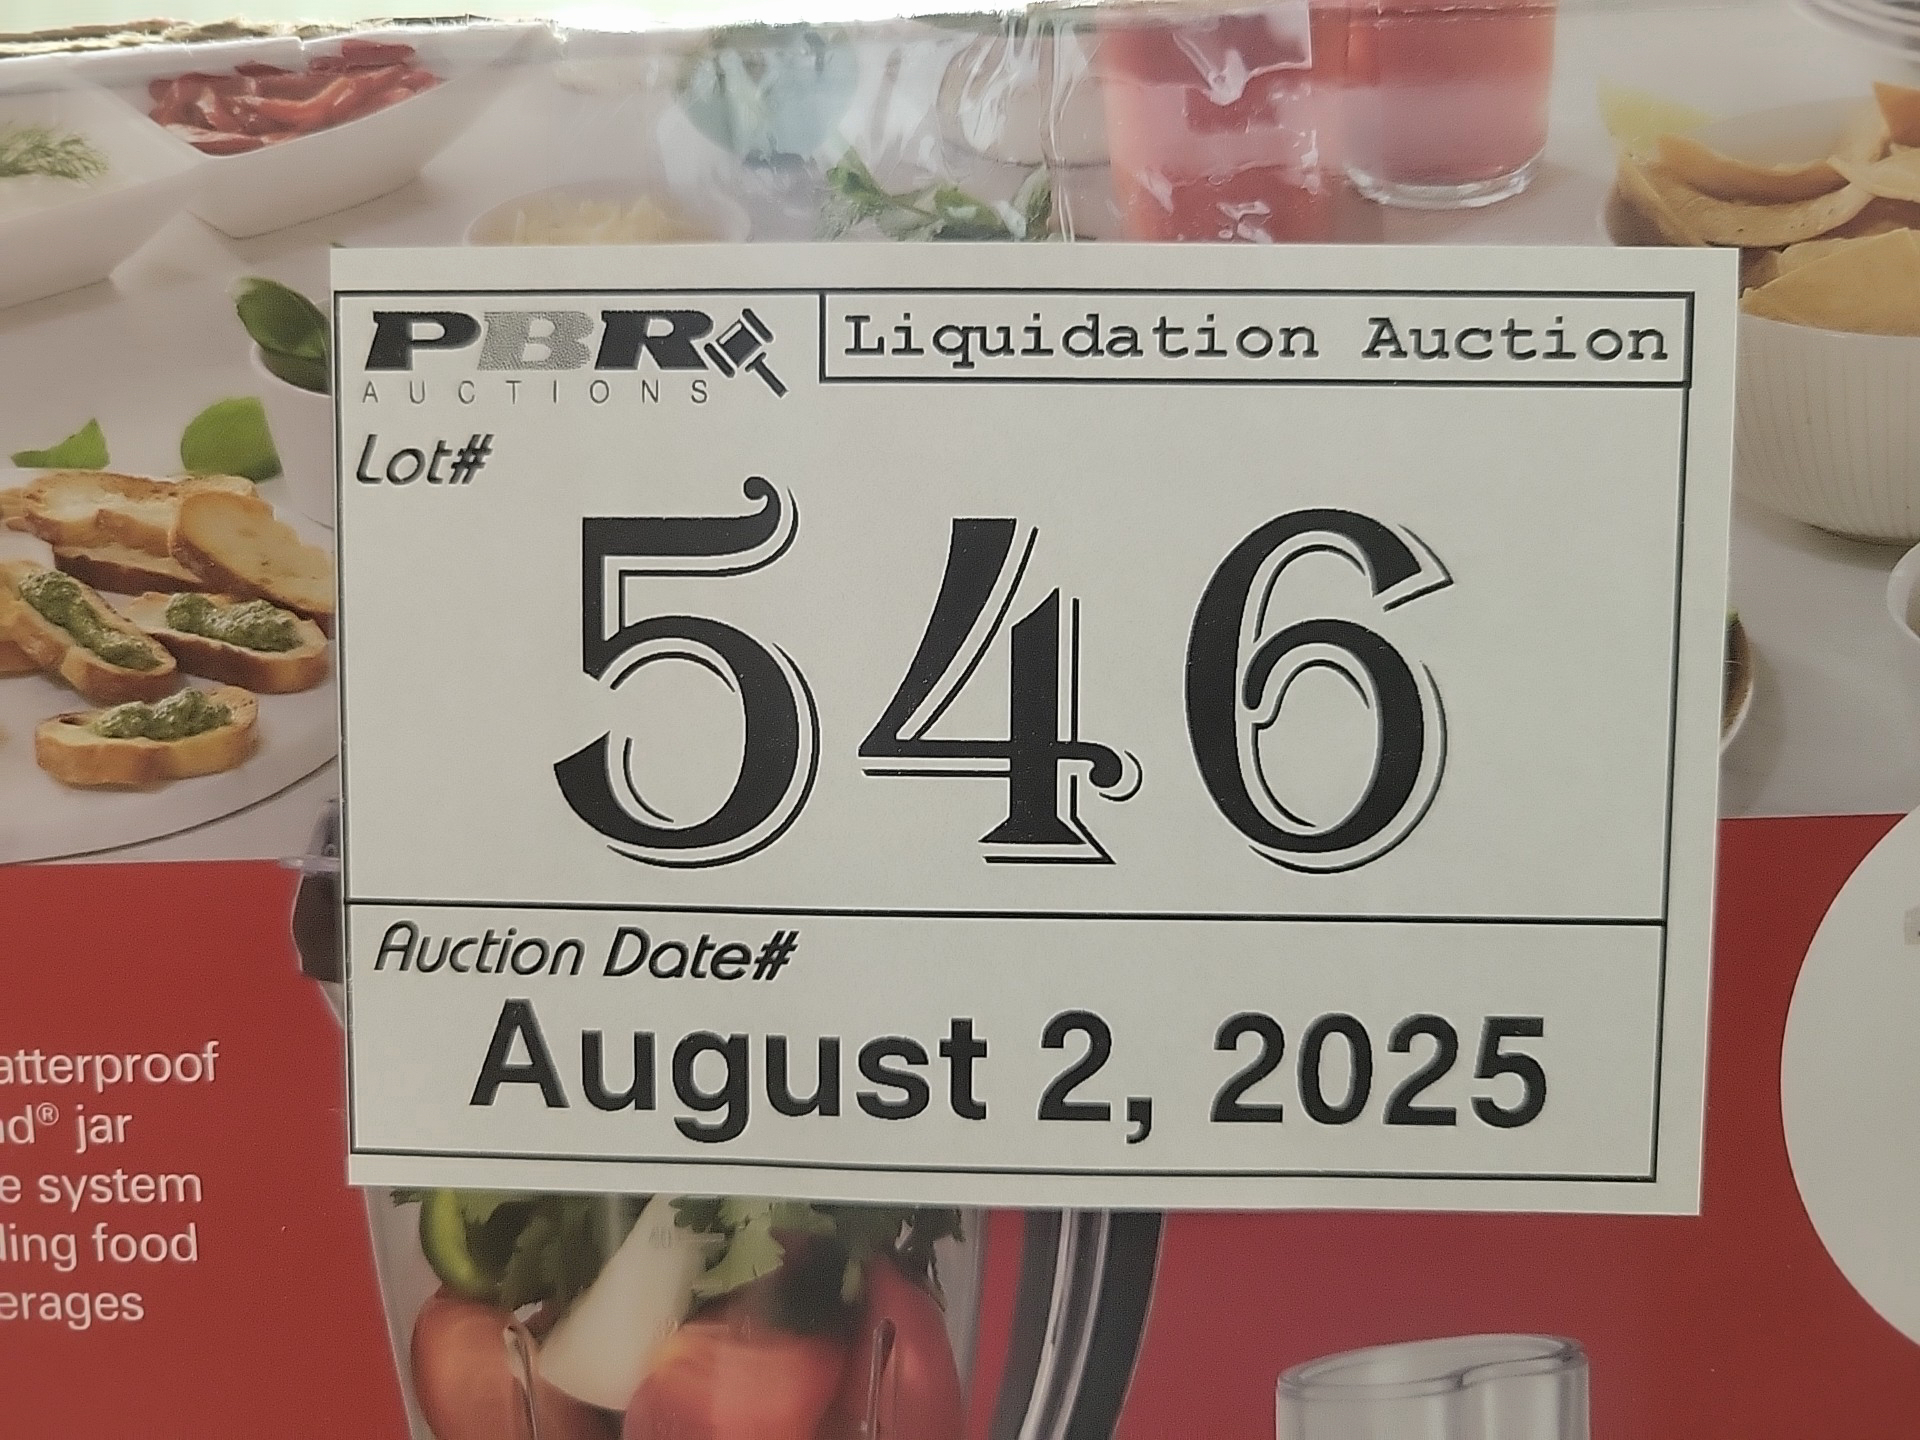 PBR
AUCTIONS
Liquidation Auction
Lot#
546
Auction Date#
August 2, 2025
atterproof
d® jar
e system
ling food
erages